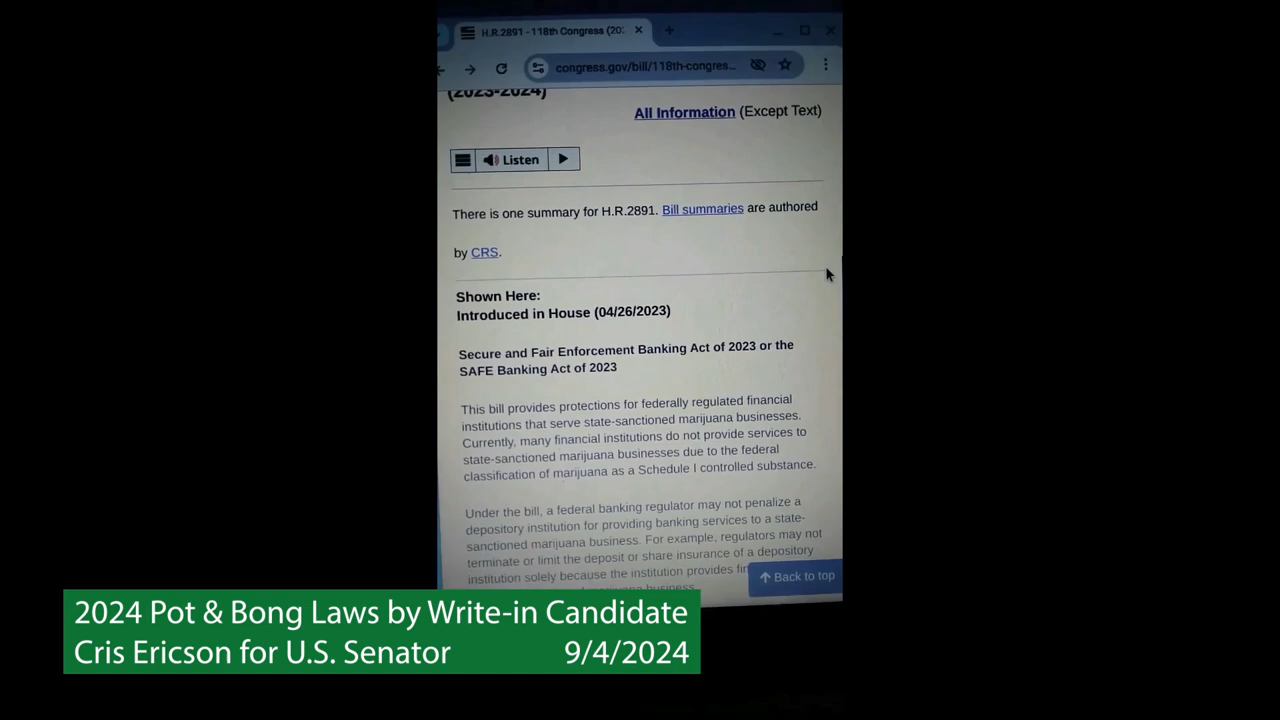 H.R.2891 - 118th Congress (20
congress.gov/bill/118th-congres...
(2023-2024)
All Information (Except Text)
Listen
There is one summary for H.R.2891. Bill summaries are authored
by CRS.
Shown Here:
Introduced in House (04/26/2023)
Secure and Fair Enforcement Banking Act of 2023 or the
SAFE Banking Act of 2023
This bill provides protections for federally regulated financial
institutions that serve state-sanctioned marijuana businesses.
Currently, many financial institutions do not provide services to
state-sanctioned marijuana businesses due to the federal
classification of marijuana as a Schedule I controlled substance.
Under the bill, a federal banking regulator may not penalize a
depository institution for providing banking services to a state-
sanctioned marijuana business. For example, regulators may not
terminate or limit the deposit or share insurance of a depository
institution solely because the institution provides
Back to top
business.
2024 Pot & Bong Laws by Write-in Candidate
Cris Ericson for U.S. Senator 9/4/2024